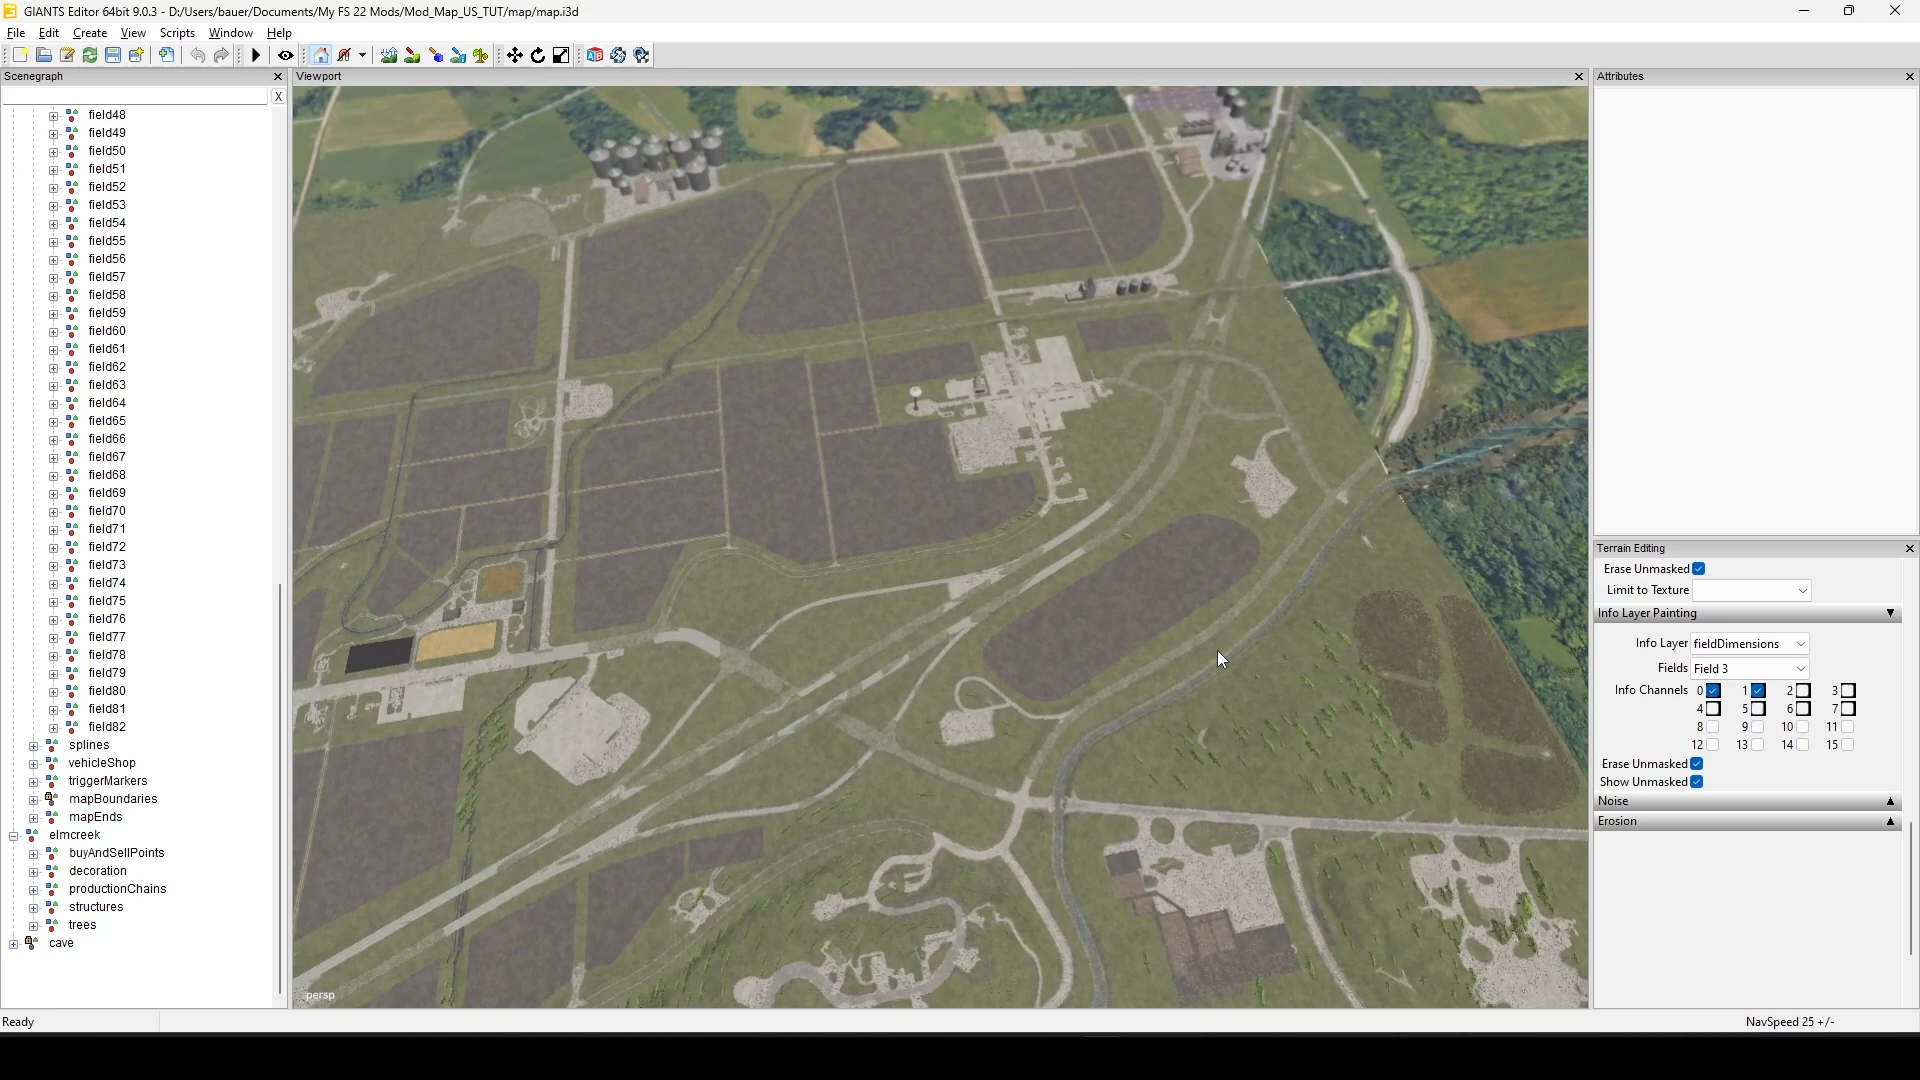 GIANTS Editor 64bit 9.0.3 - D:/Users/bauer/Documents/My FS 22 Mods/Mod_Map_US_TUT/map/map.i3d
File Edit Create View Scripts Window Help
Scenegraph
X
field48
field49
field50
field51
field52
field53
field54
field55
field56
field57
field58
field59
field60
field61
field62
field63
field64
field65
field66
field67
field68
field69
field70
field71
field72
field73
field74
field75
field76
field77
field78
field79
field80
field81
field82
splines
vehicleShop
triggerMarkers
mapBoundaries
mapEnds
elmcreek
buyAndSellPoints
decoration
productionChains
structures
trees
cave
Viewport
persp
Attributes
Terrain Editing
Erase Unmasked
Limit to Texture
Info Layer Painting
Info Layer fieldDimensions
Fields Field 3
Info Channels 0 1 2 3
4 5 6 7
8 9 10 11
12 13 14 15
Erase Unmasked
Show Unmasked
Noise
Erosion
Ready
NavSpeed 25 +/-